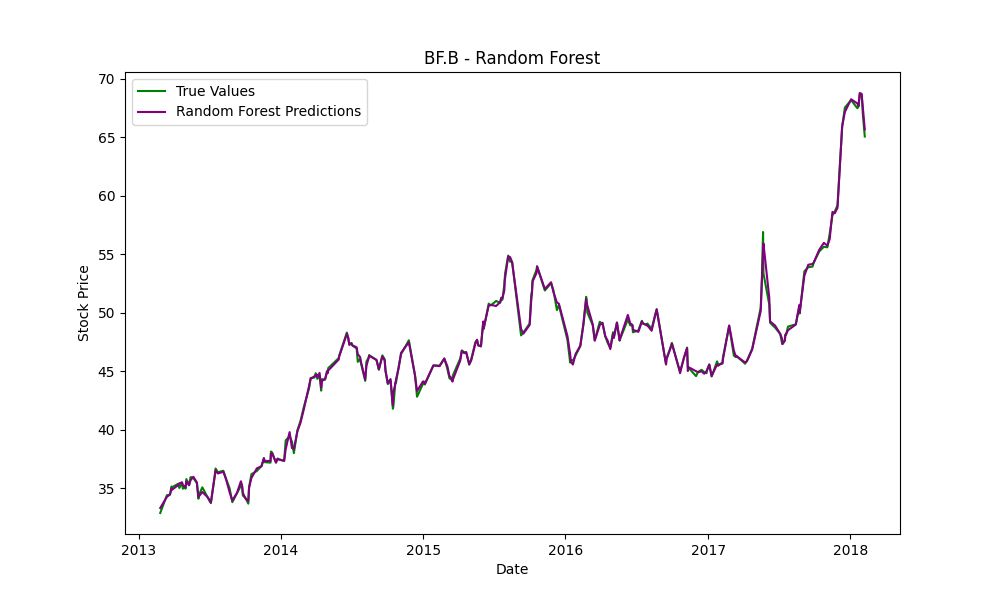 BF.B - Random Forest
True Values
Random Forest Predictions
70
65
60
55
50
45
40
35
Stock Price
2013
2014
2015
2016
2017
2018
Date